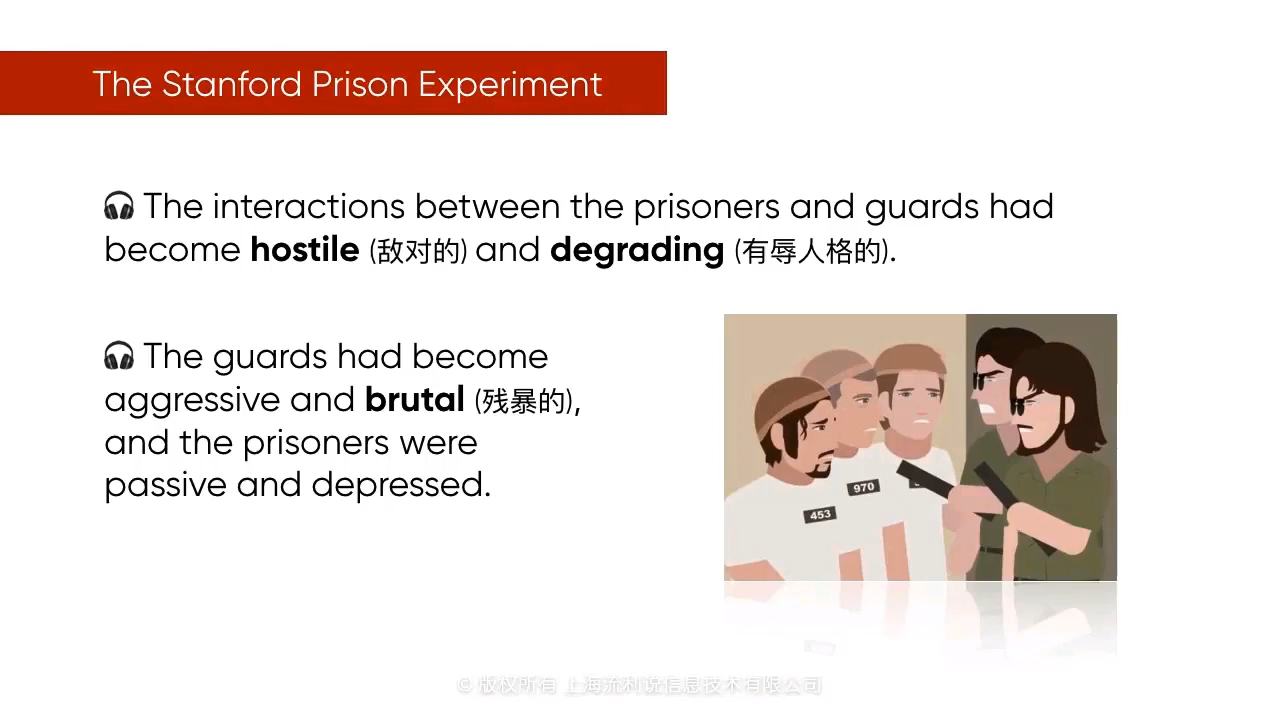 The Stanford Prison Experiment
🎧 The interactions between the prisoners and guards had
become hostile (敌对的) and degrading (有辱人格的).
🎧 The guards had become
aggressive and brutal (残暴的),
and the prisoners were
passive and depressed.
970
453
© 版权所有 上海流利说信息技术有限公司